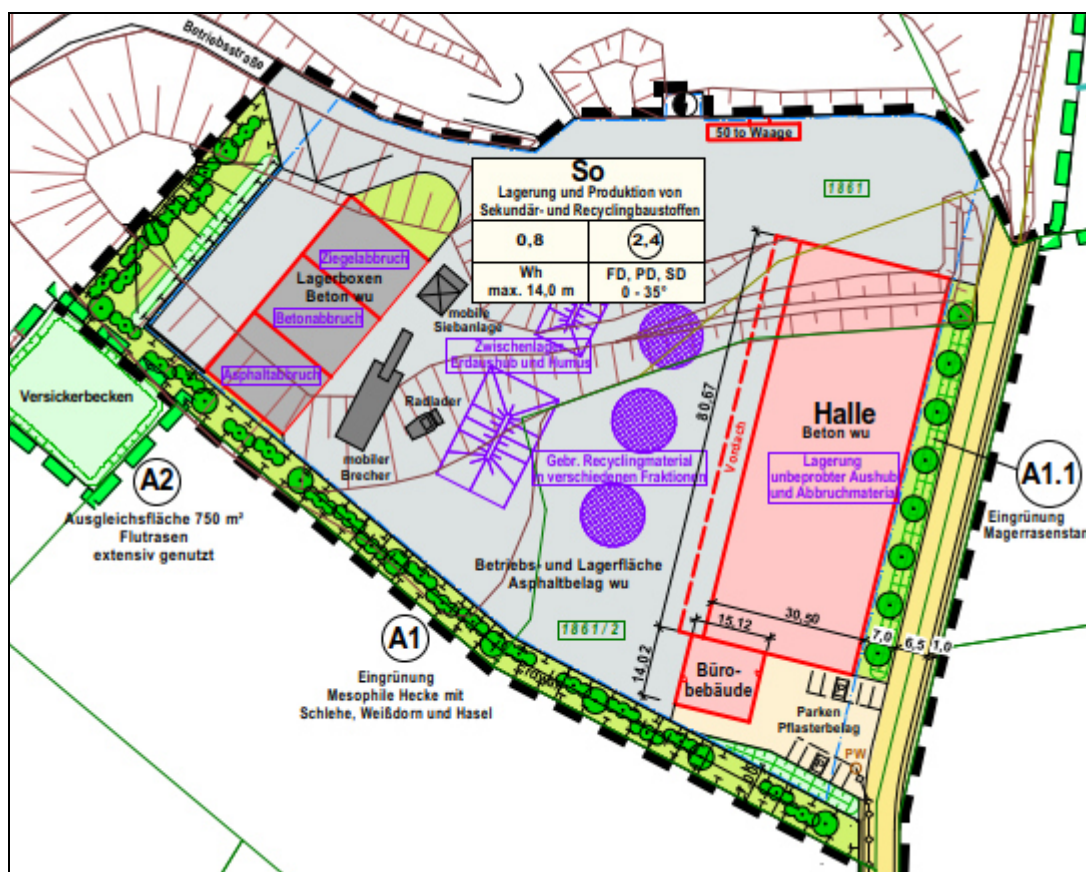 Betriebsstraße
50 to Waage
So
Lagerung und Produktion von
Sekundär- und Recyclingbaustoffen
0,8
2,4
Wh
max. 14,0 m
FD, PD, SD
0 - 35°
1861
Ziegelabbruch
Lagerboxen
Beton wu
Betonabbruch
Asphaltabbruch
mobile
Siebanlage
Zwischenlager
Erdaushub und Humus
Radlader
mobiler
Brecher
Versickerbecken
A2
Ausgleichsfläche 750 m²
Flutrasen
extensiv genutzt
80,67
Vordach
Halle
Beton wu
Lagerung
unbeprobter Aushub
und Abbruchmaterial
Gebr. Recyclingmaterial
in verschiedenen Fraktionen
A1.1
Eingrünung
Magerrasenstan
Betriebs- und Lagerfläche
Asphaltbelag wu
1861/2
30,50
15,12
7,0
6,5
1,0
14,02
A1
Eingrünung
Mesophile Hecke mit
Schlehe, Weißdorn und Hasel
Büro-
bebäude
Parken
Pflasterbelag
P
PW
P